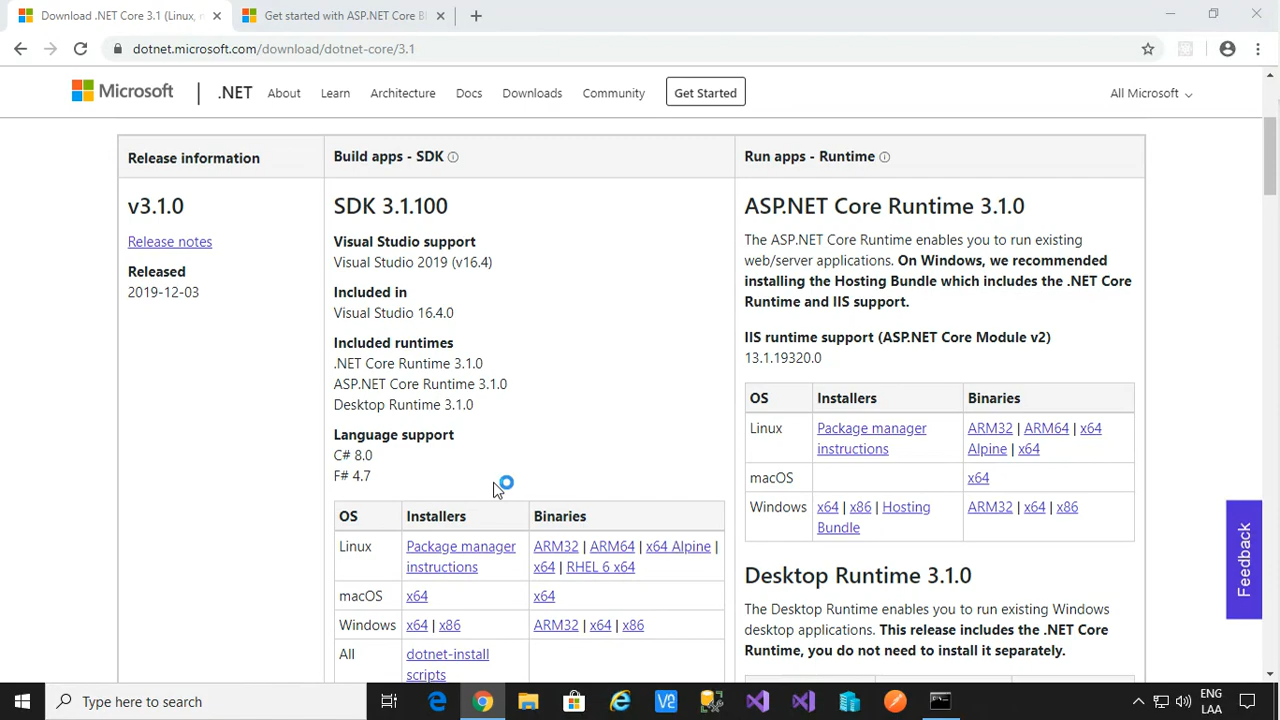 Download .NET Core 3.1 (Linux,
Get started with ASP.NET Core B
dotnet.microsoft.com/download/dotnet-core/3.1
Microsoft
.NET
About
Learn
Architecture
Docs
Downloads
Community
Get Started
All Microsoft
Release information
Build apps - SDK
Run apps - Runtime
v3.1.0
Release notes
Released
2019-12-03
SDK 3.1.100
Visual Studio support
Visual Studio 2019 (v16.4)
Included in
Visual Studio 16.4.0
Included runtimes
.NET Core Runtime 3.1.0
ASP.NET Core Runtime 3.1.0
Desktop Runtime 3.1.0
Language support
C# 8.0
F# 4.7
OS Installers Binaries
Linux Package manager instructions ARM32 | ARM64 | x64 Alpine | x64 | RHEL 6 x64
macOS x64 x64
Windows x64 | x86 ARM32 | x64 | x86
All dotnet-install scripts
ASP.NET Core Runtime 3.1.0
The ASP.NET Core Runtime enables you to run existing
web/server applications. On Windows, we recommended
installing the Hosting Bundle which includes the .NET Core
Runtime and IIS support.
IIS runtime support (ASP.NET Core Module v2)
13.1.19320.0
OS Installers Binaries
Linux Package manager instructions ARM32 | ARM64 | x64 Alpine | x64
macOS x64
Windows x64 | x86 | Hosting Bundle ARM32 | x64 | x86
Desktop Runtime 3.1.0
The Desktop Runtime enables you to run existing Windows
desktop applications. This release includes the .NET Core
Runtime, you do not need to install it separately.
Feedback
Type here to search
ENG
LAA